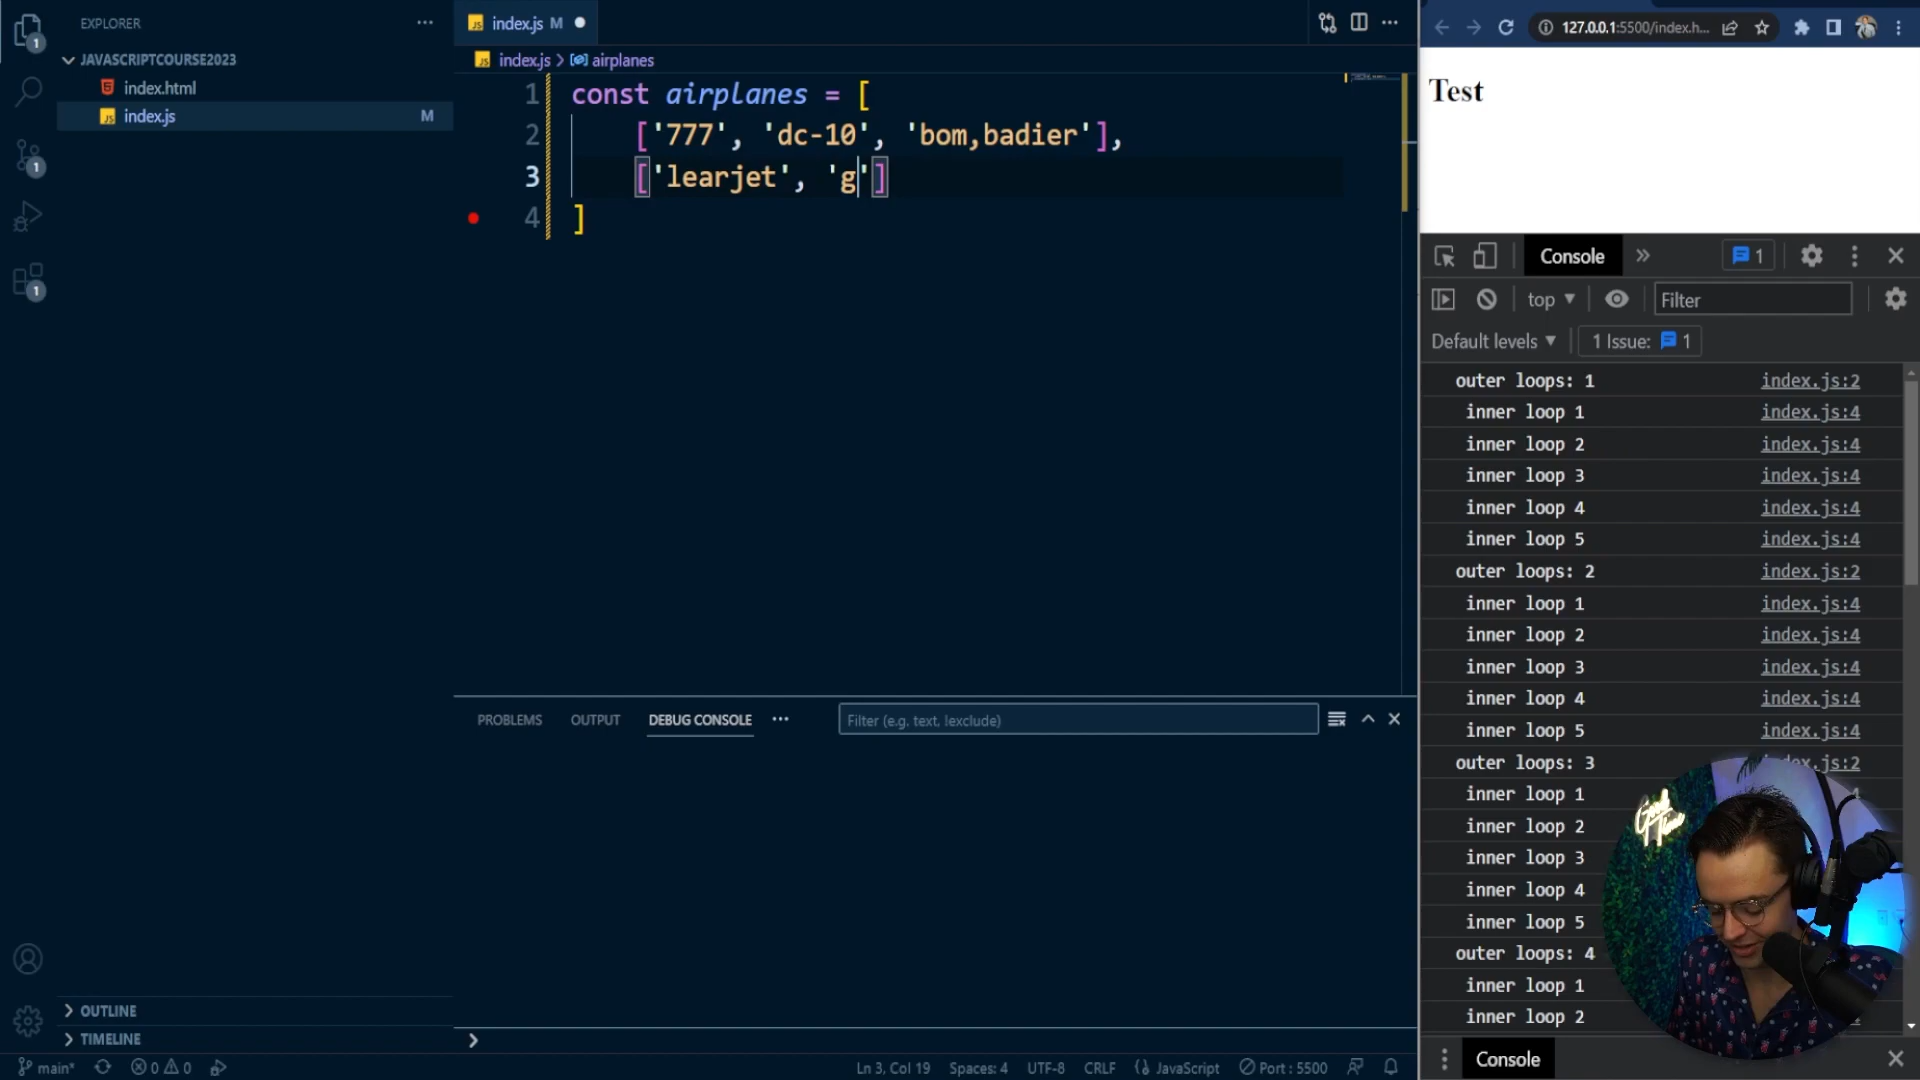 EXPLORER
JAVASCRIPTCOURSE2023
index.html
index.js M
1
1
1
OUTLINE
TIMELINE
main* 0 0
index.js M
index.js > airplanes
1 const airplanes = [
2 ['777', 'dc-10', 'bom,badier'],
3 ['learjet', 'g']
4 ]
PROBLEMS OUTPUT DEBUG CONSOLE Filter (e.g. text, !exclude)
Ln 3, Col 19 Spaces: 4 UTF-8 CRLF JavaScript Port : 5500
127.0.0.1:5500/index.h...
Test
Console 1
top Filter
Default levels 1 Issue: 1
outer loops: 1 index.js:2
inner loop 1 index.js:4
inner loop 2 index.js:4
inner loop 3 index.js:4
inner loop 4 index.js:4
inner loop 5 index.js:4
outer loops: 2 index.js:2
inner loop 1 index.js:4
inner loop 2 index.js:4
inner loop 3 index.js:4
inner loop 4 index.js:4
inner loop 5 index.js:4
outer loops: 3 index.js:2
inner loop 1
inner loop 2
inner loop 3
inner loop 4
inner loop 5
outer loops: 4
inner loop 1
inner loop 2
Console